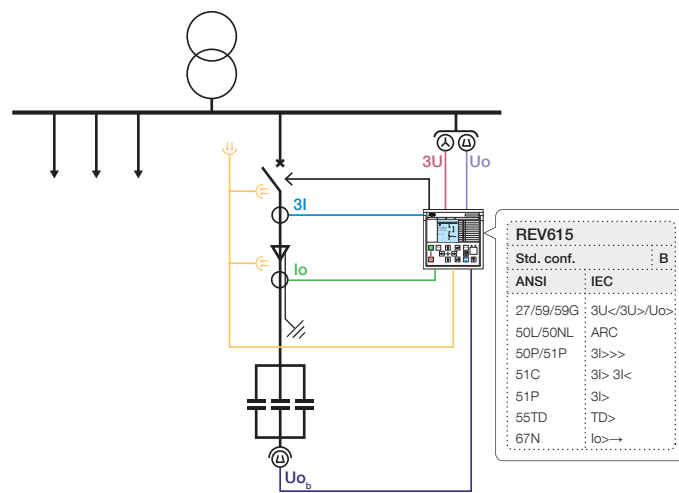 3U Uo
3I
Io
Uob
REV615
Std. conf. B
ANSI IEC
27/59/59G 3U</3U>/Uo>
50L/50NL ARC
50P/51P 3I>>>
51C 3I> 3I<
51P 3I>
55TD TD>
67N Io>→